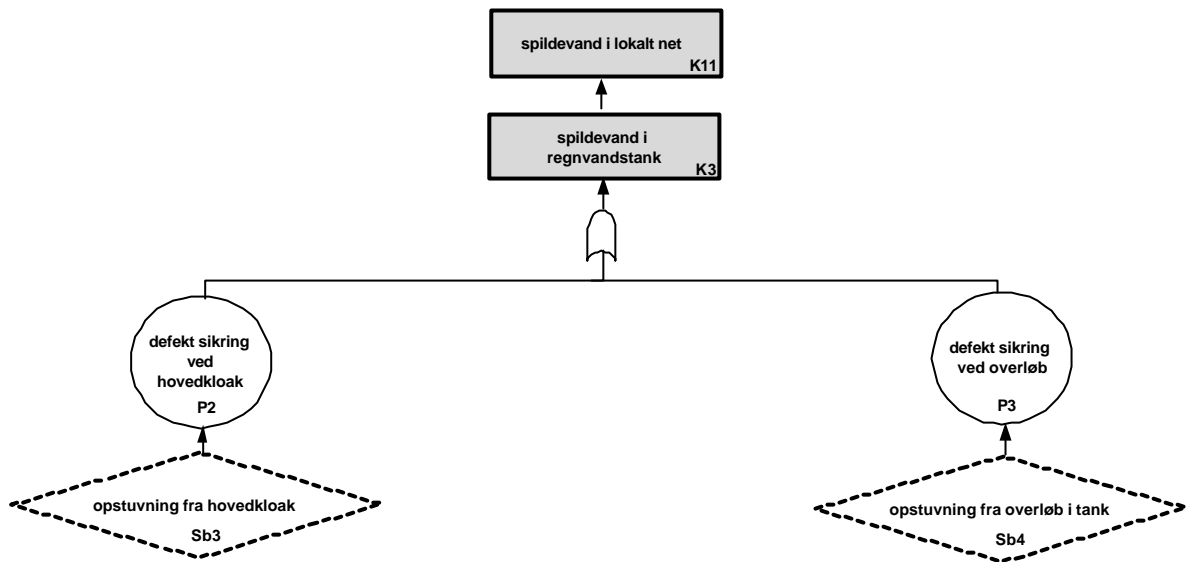 spildevand i lokalt net
K11
spildevand i
regnvandstank
K3
defekt sikring
ved
hovedkloak
P2
defekt sikring
ved overløb
P3
opstuvning fra hovedkloak
Sb3
opstuvning fra overløb i tank
Sb4